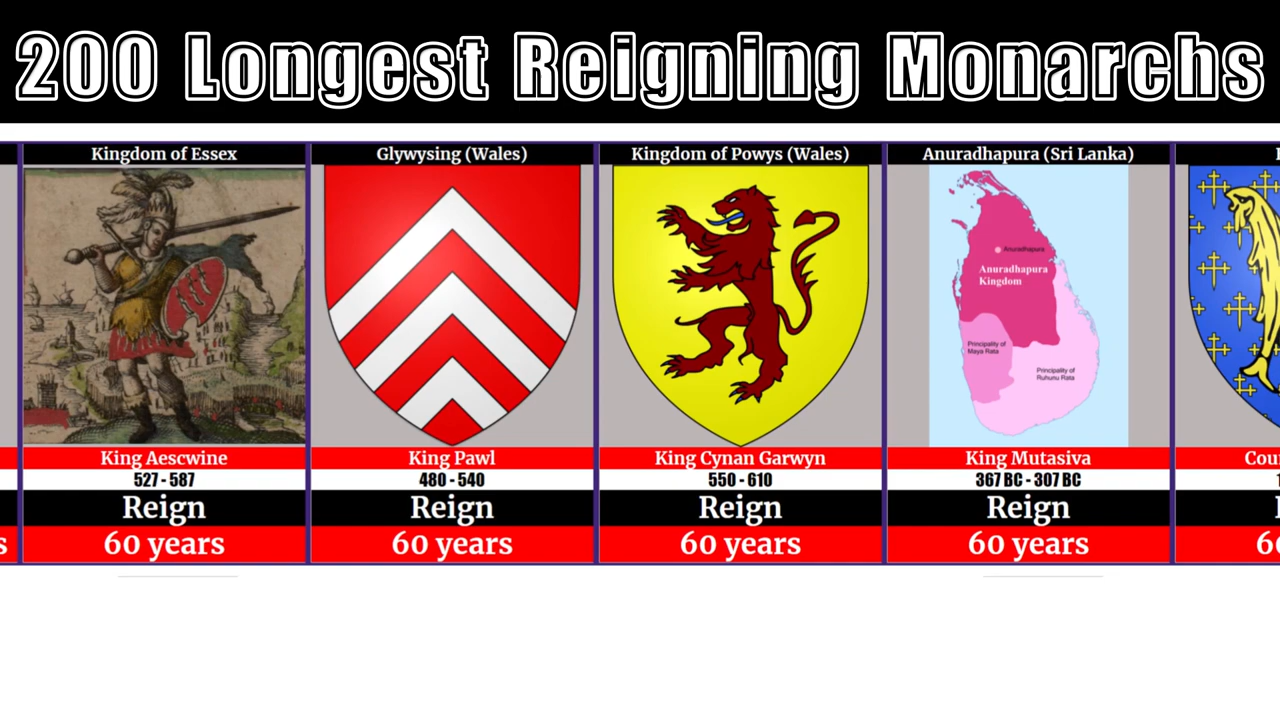 200 Longest Reigning Monarchs
Kingdom of Essex
King Aescwine
527 - 587
Reign
60 years
Glywysing (Wales)
King Pawl
480 - 540
Reign
60 years
Kingdom of Powys (Wales)
King Cynan Garwyn
550 - 610
Reign
60 years
Anuradhapura (Sri Lanka)
Anuradhapura
Anuradhapura
Kingdom
Principality of
Maya Rata
Principality of
Ruhunu Rata
King Mutasiva
367 BC - 307 BC
Reign
60 years